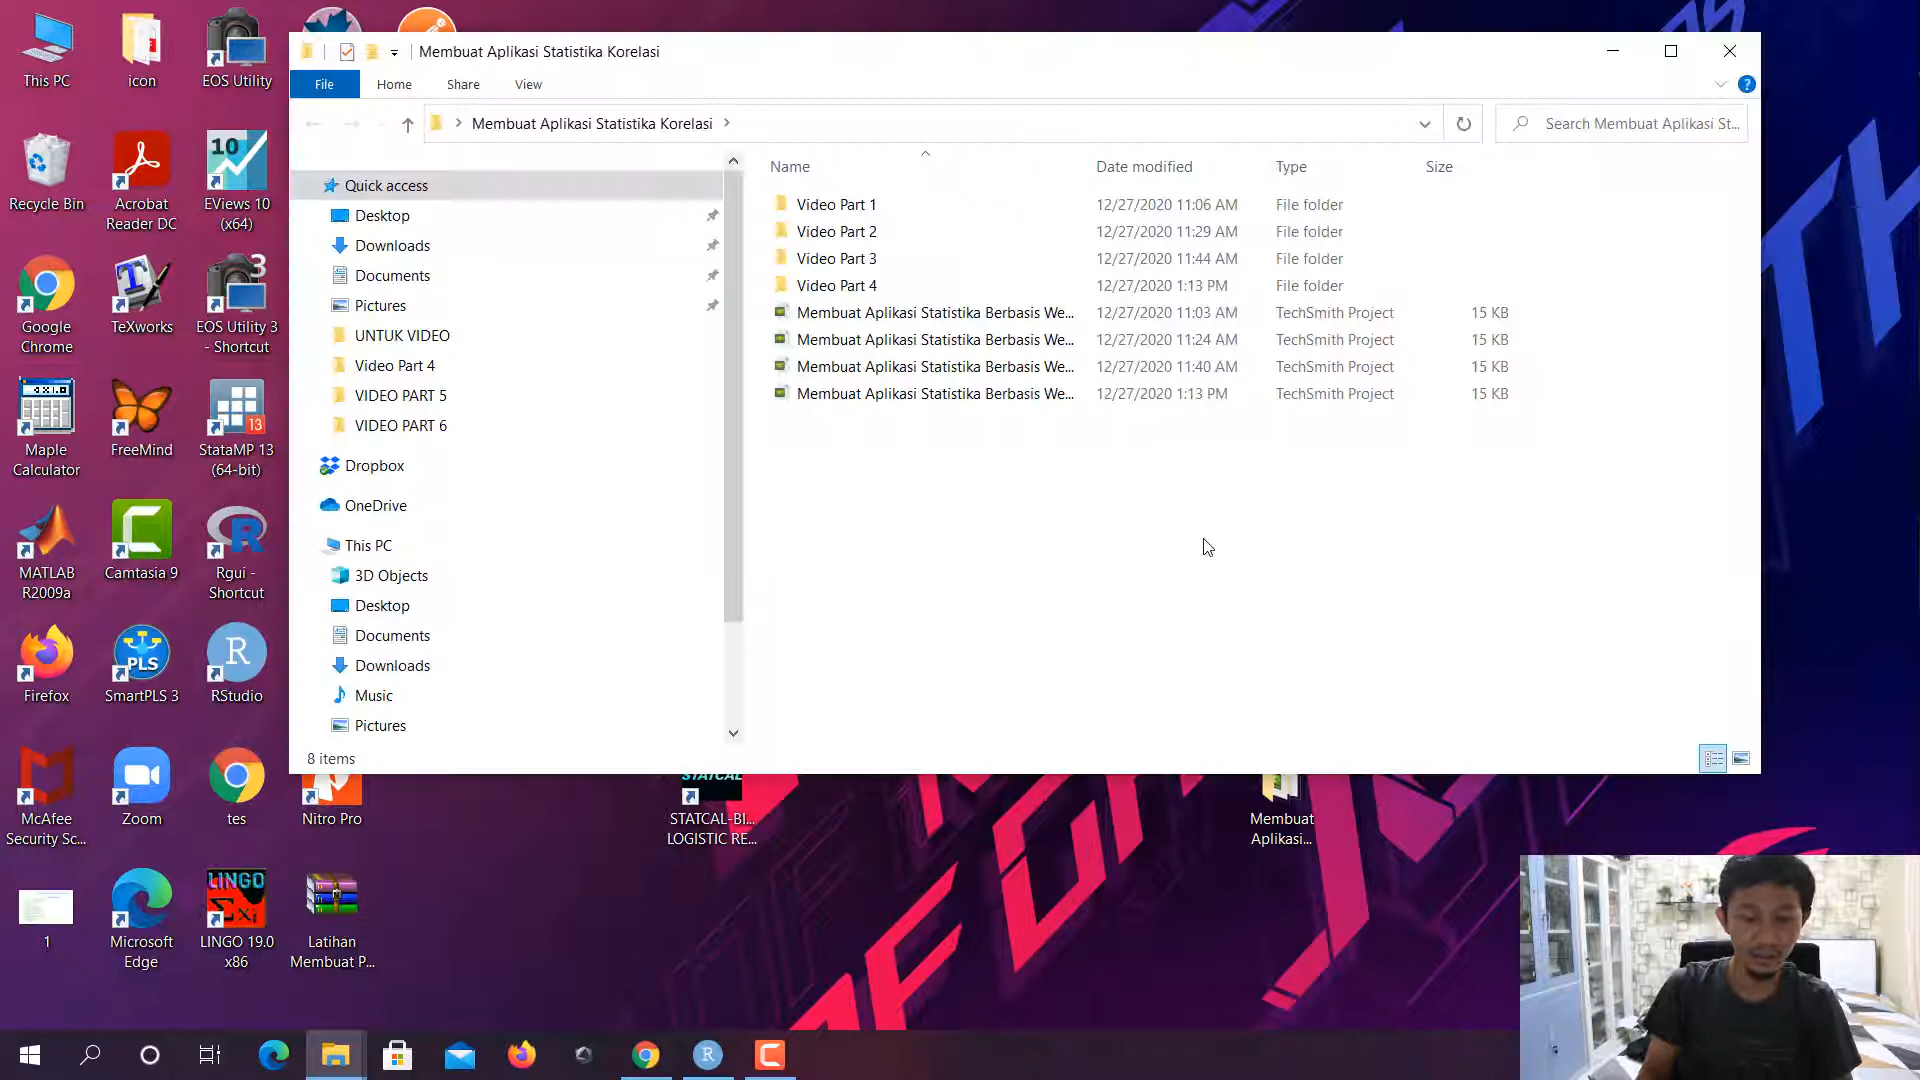 This PC
icon
EOS Utility
Recycle Bin
Acrobat
Reader DC
EViews 10
(x64)
Google
Chrome
TeXworks
EOS Utility 3
- Shortcut
Maple
Calculator
FreeMind
StataMP 13
(64-bit)
MATLAB
R2009a
Camtasia 9
Rgui -
Shortcut
Firefox
SmartPLS 3
RStudio
McAfee
Security Sc...
Zoom
tes
Nitro Pro
STATCAL-BI...
LOGISTIC RE...
Membuat
Aplikasi...
1
Microsoft
Edge
LINGO 19.0
x86
Latihan
Membuat P...
Membuat Aplikasi Statistika Korelasi
File
Home
Share
View
Membuat Aplikasi Statistika Korelasi
Search Membuat Aplikasi St...
Quick access
Desktop
Downloads
Documents
Pictures
UNTUK VIDEO
Video Part 4
VIDEO PART 5
VIDEO PART 6
Dropbox
OneDrive
This PC
3D Objects
Desktop
Documents
Downloads
Music
Pictures
Name Date modified Type Size
Video Part 1 12/27/2020 11:06 AM File folder
Video Part 2 12/27/2020 11:29 AM File folder
Video Part 3 12/27/2020 11:44 AM File folder
Video Part 4 12/27/2020 1:13 PM File folder
Membuat Aplikasi Statistika Berbasis We... 12/27/2020 11:03 AM TechSmith Project 15 KB
Membuat Aplikasi Statistika Berbasis We... 12/27/2020 11:24 AM TechSmith Project 15 KB
Membuat Aplikasi Statistika Berbasis We... 12/27/2020 11:40 AM TechSmith Project 15 KB
Membuat Aplikasi Statistika Berbasis We... 12/27/2020 1:13 PM TechSmith Project 15 KB
8 items